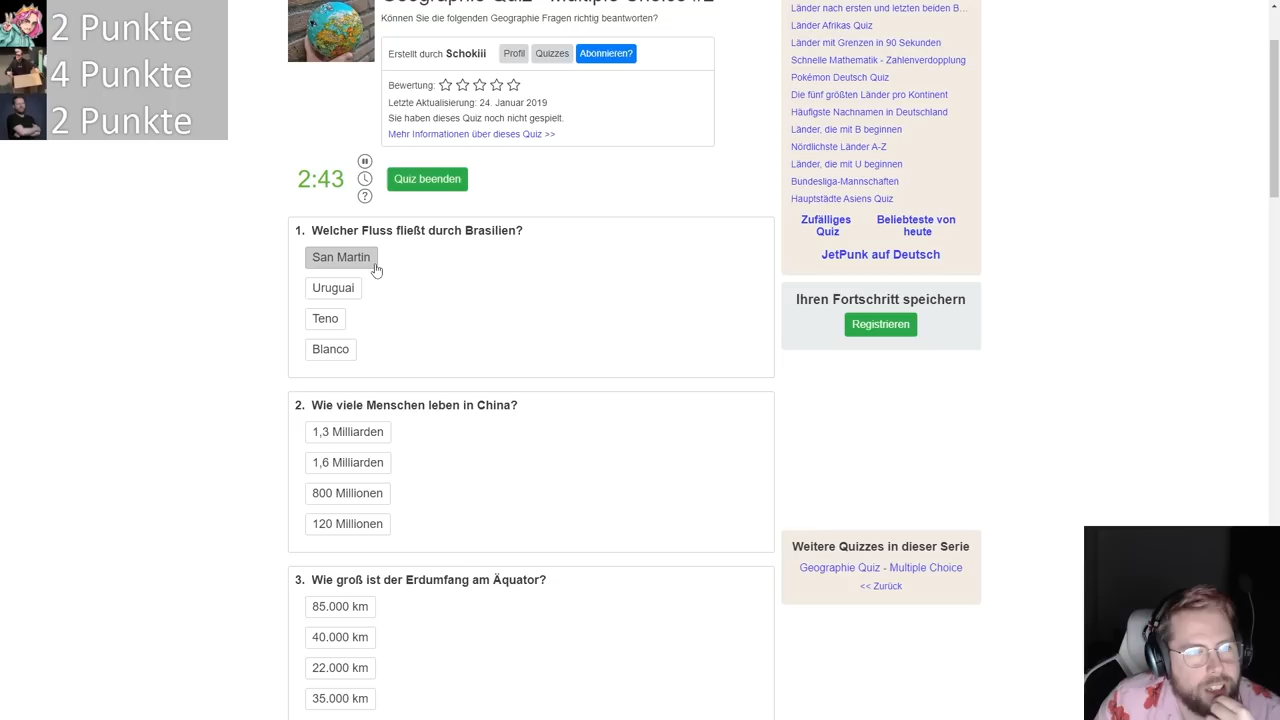 2 Punkte
4 Punkte
2 Punkte
Können Sie die folgenden Geographie Fragen richtig beantworten?
Erstellt durch Schokiii Profil Quizzes Abonnieren?
Bewertung:
Letzte Aktualisierung: 24. Januar 2019
Sie haben dieses Quiz noch nicht gespielt.
Mehr Informationen über dieses Quiz >>
2:43
?
Quiz beenden
1. Welcher Fluss fließt durch Brasilien?
San Martin
Uruguai
Teno
Blanco
2. Wie viele Menschen leben in China?
1,3 Milliarden
1,6 Milliarden
800 Millionen
120 Millionen
3. Wie groß ist der Erdumfang am Äquator?
85.000 km
40.000 km
22.000 km
35.000 km
Länder nach ersten und letzten beiden B...
Länder Afrikas Quiz
Länder mit Grenzen in 90 Sekunden
Schnelle Mathematik - Zahlenverdopplung
Pokémon Deutsch Quiz
Die fünf größten Länder pro Kontinent
Häufigste Nachnamen in Deutschland
Länder, die mit B beginnen
Nördlichste Länder A-Z
Länder, die mit U beginnen
Bundesliga-Mannschaften
Hauptstädte Asiens Quiz
Zufälliges Quiz
Beliebteste von heute
JetPunk auf Deutsch
Ihren Fortschritt speichern
Registrieren
Weitere Quizzes in dieser Serie
Geographie Quiz - Multiple Choice
<< Zurück